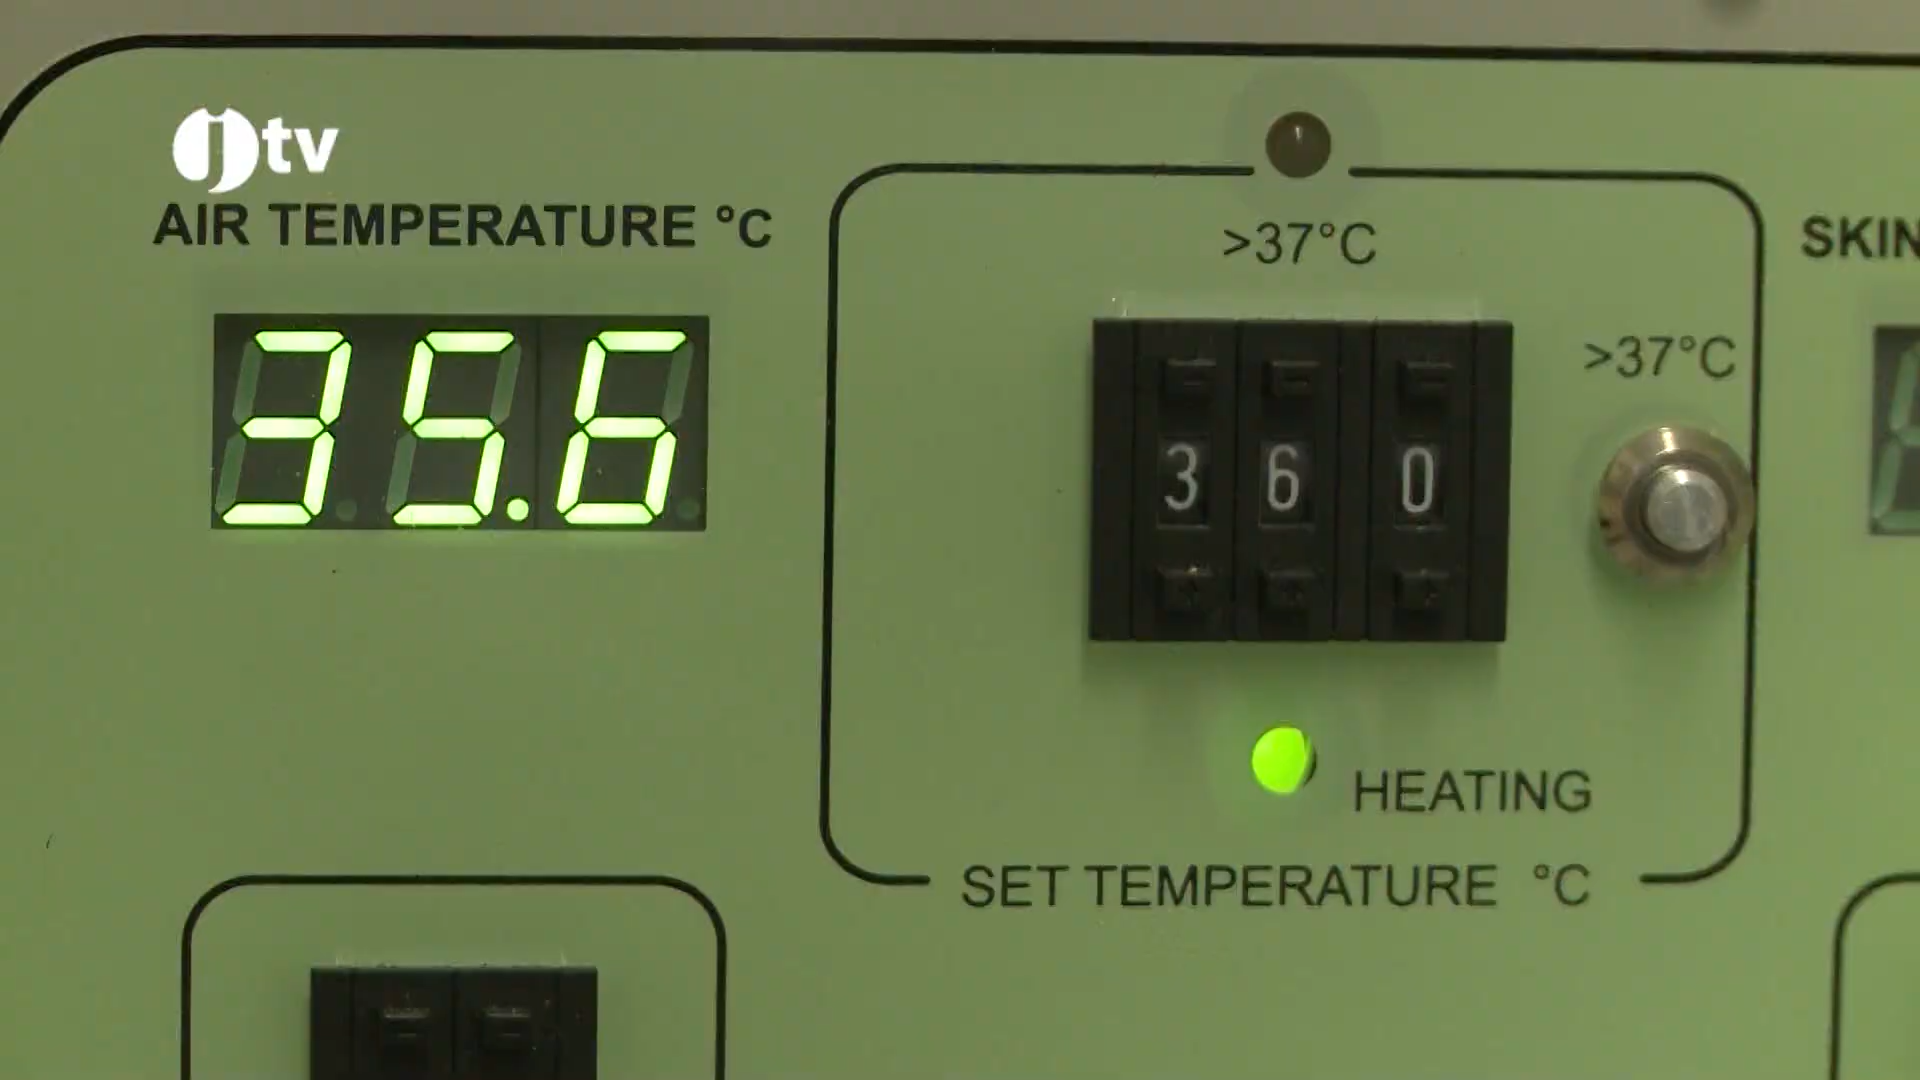 jtv
AIR TEMPERATURE °C
35.6
>37°C
360
>37°C
HEATING
SET TEMPERATURE °C
SKIN